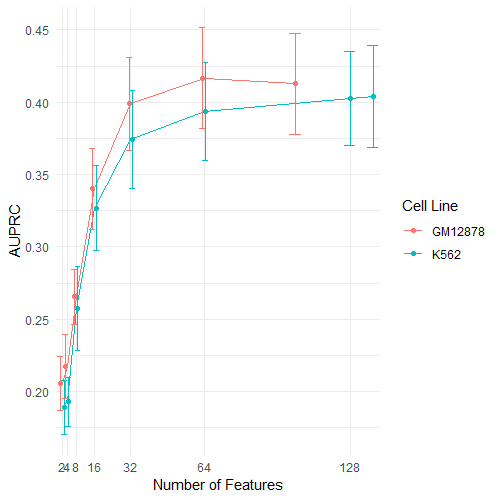 AUPRC
0.45
0.40
0.35
0.30
0.25
0.20
2 4 8 16 32 64 128
Number of Features
Cell Line
GM12878
K562